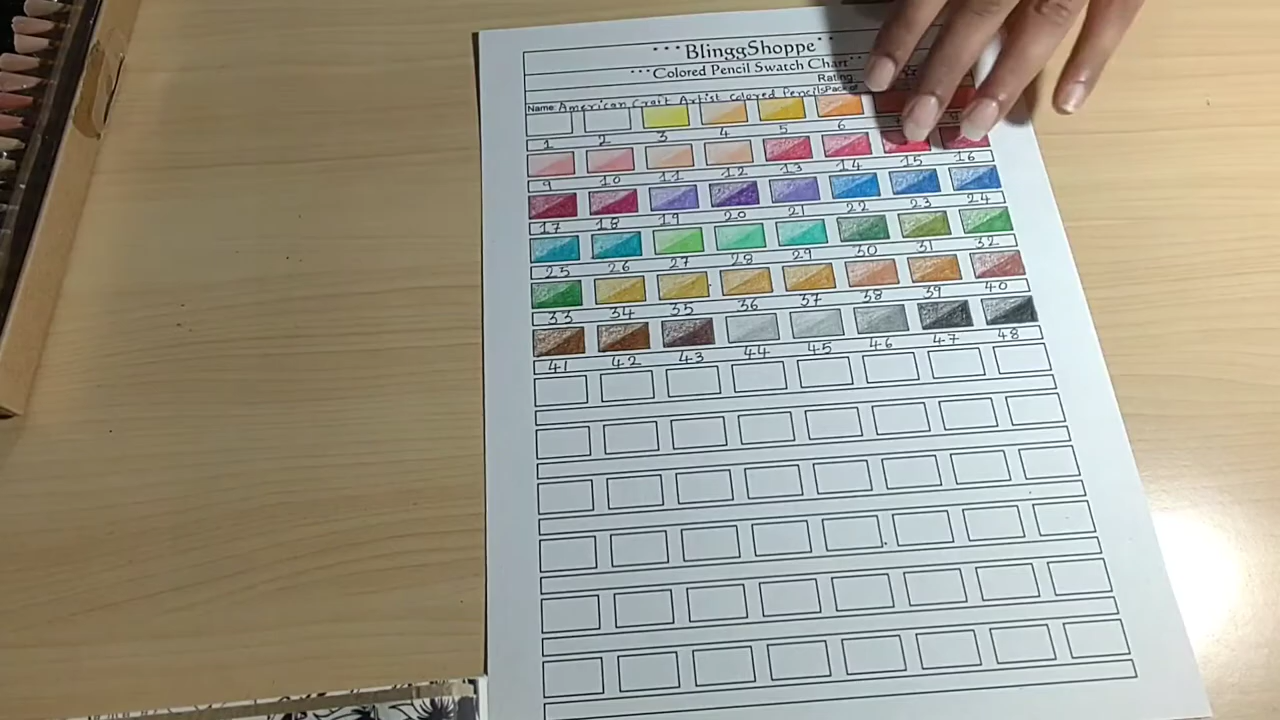 ***BlinggShoppe**
***Colored Pencil Swatch Chart**
Rating
Name: American Craft Artist Colored Pencils Pack of
1 2 3 4 5 6
9 10 11 12 13 14 15 16
17 18 19 20 21 22 23 24
25 26 27 28 29 30 31 32
33 34 35 36 37 38 39 40
41 42 43 44 45 46 47 48